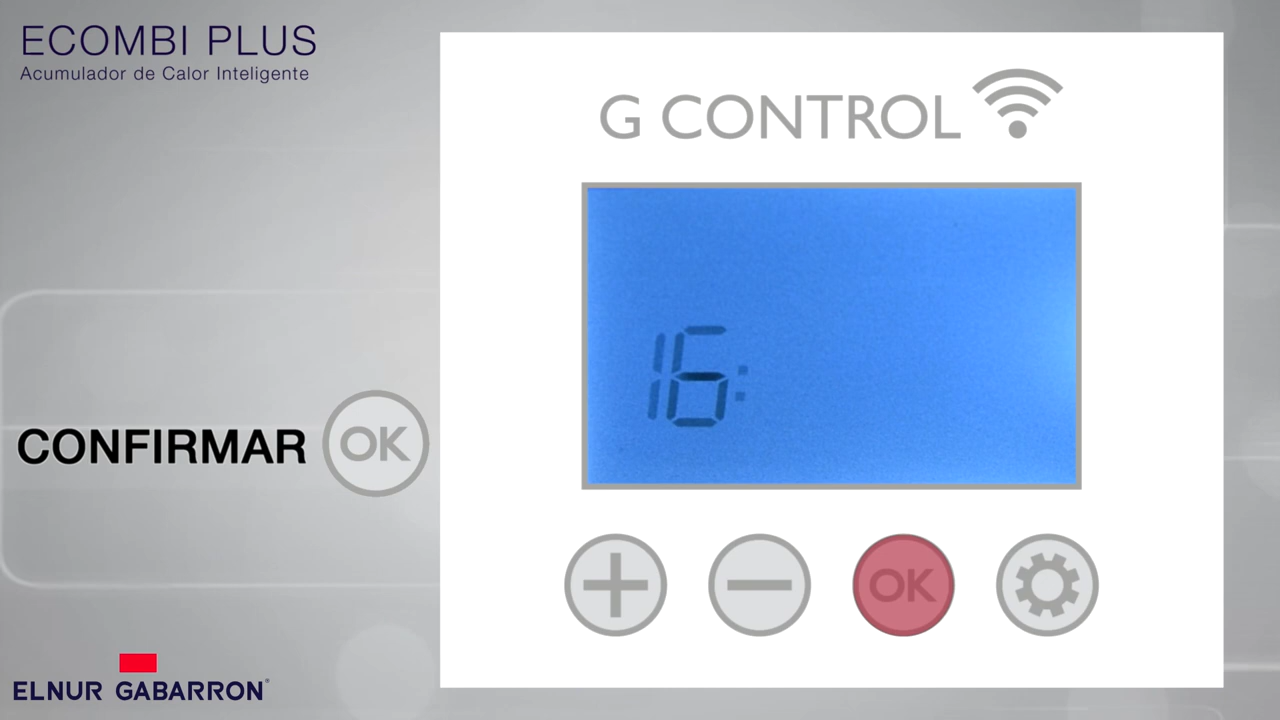 ECOMBI PLUS
Acumulador de Calor Inteligente
G CONTROL
16:
CONFIRMAR OK
OK
ELNUR GABARRON®